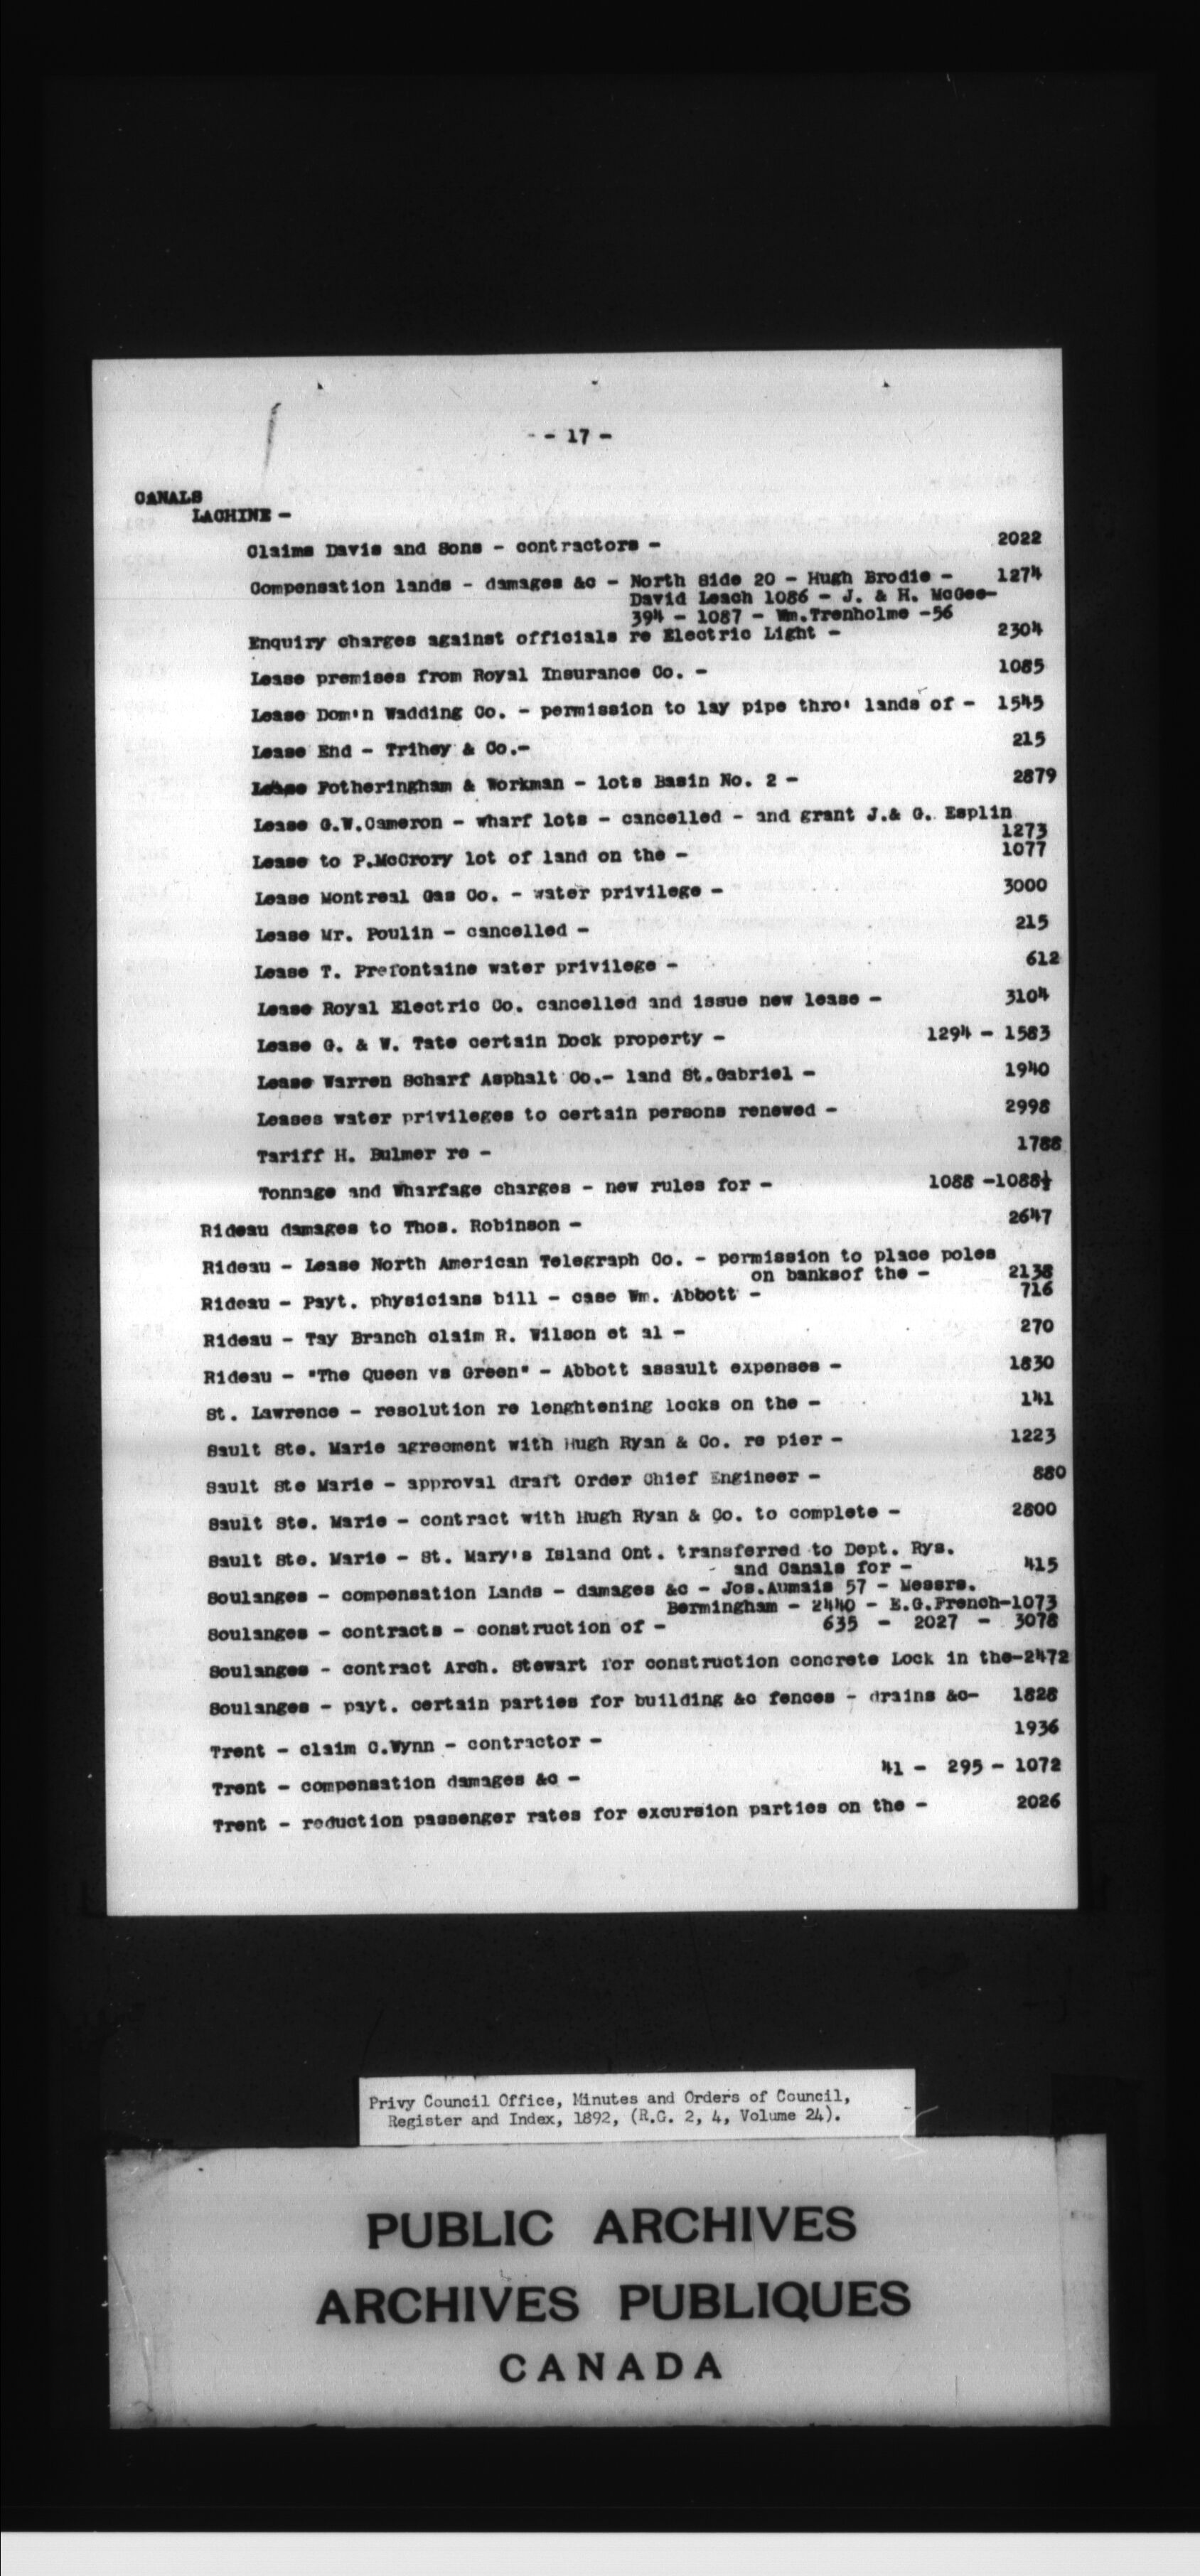 - - 17 -
CANALS
LACHINE -
Claims Davis and Sons - contractors - 2022
Compensation lands - damages &c - North Side 20 - Hugh Brodie - 1274
David Leach 1086 - J. & H. McGee-
394 - 1087 - Wm.Trenholme -56
Enquiry charges against officials re Electric Light - 2304
Lease premises from Royal Insurance Co. - 1085
Lease Dom'n Wadding Co. - permission to lay pipe thro' lands of - 1545
Lease End - Trihey & Co.- 215
Lease Fotheringham & Workman - lots Basin No. 2 - 2879
Lease G.W.Cameron - wharf lots - cancelled - and grant J.& G. Esplin
1273
Lease to P.McCrory lot of land on the - 1077
Lease Montreal Gas Co. - water privilege - 3000
Lease Mr. Poulin - cancelled - 215
Lease T. Prefontaine water privilege - 612
Lease Royal Electric Co. cancelled and issue new lease - 3104
Lease G. & W. Tate certain Dock property - 1294 - 1583
Lease Warren Scharf Asphalt Co.- land St.Gabriel - 1940
Leases water privileges to certain persons renewed - 2998
Tariff H. Bulmer re - 1788
Tonnage and Wharfage charges - new rules for - 1088 -1088½
Rideau damages to Thos. Robinson - 2647
Rideau - Lease North American Telegraph Co. - permission to place poles
on banksof the - 2138
Rideau - Payt. physicians bill - case Wm. Abbott - 716
Rideau - Tay Branch claim R. Wilson et al - 270
Rideau - "The Queen vs Green" - Abbott assault expenses - 1830
St. Lawrence - resolution re lenghtening locks on the - 141
Sault Ste. Marie agreement with Hugh Ryan & Co. re pier - 1223
Sault Ste Marie - approval draft Order Chief Engineer - 880
Sault Ste. Marie - contract with Hugh Ryan & Co. to complete - 2800
Sault Ste. Marie - St. Mary's Island Ont. transferred to Dept. Rys.
and Canals for - 415
Soulanges - compensation Lands - damages &c - Jos.Aumais 57 - Messrs.
Bermingham - 2440 - E.G.French-1073
Soulanges - contracts - construction of - 635 - 2027 - 3078
Soulanges - contract Arch. Stewart for construction concrete Lock in the-2472
Soulanges - payt. certain parties for building &c fences - drains &c- 1828
Trent - claim C.Wynn - contractor - 1936
Trent - compensation damages &c - 41 - 295 - 1072
Trent - reduction passenger rates for excursion parties on the - 2026
Privy Council Office, Minutes and Orders of Council,
Register and Index, 1892, (R.G. 2, 4, Volume 24).
PUBLIC ARCHIVES
ARCHIVES PUBLIQUES
CANADA